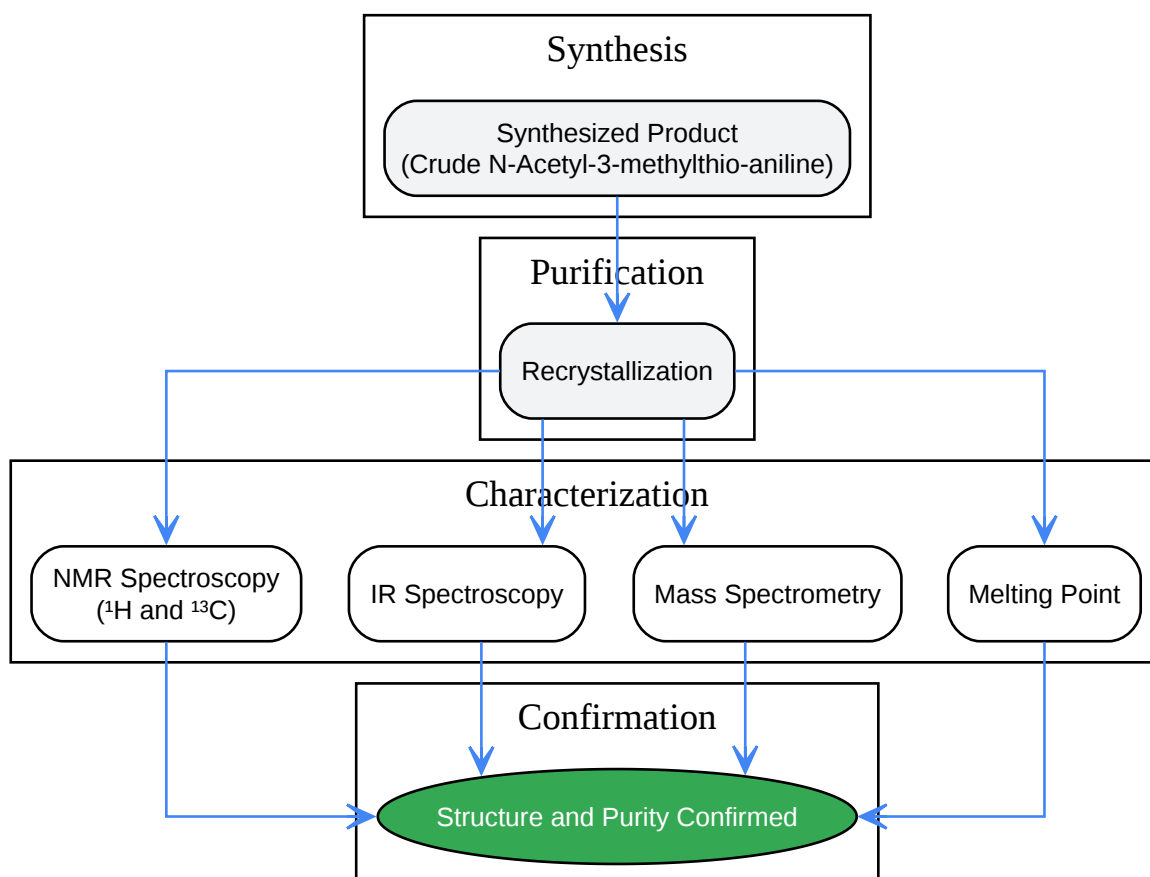 Synthesis
Synthesized Product
(Crude N-Acetyl-3-methylthio-aniline)
Purification
Recrystallization
Characterization
NMR Spectroscopy
(¹H and ¹³C)
IR Spectroscopy
Mass Spectrometry
Melting Point
Confirmation
Structure and Purity Confirmed